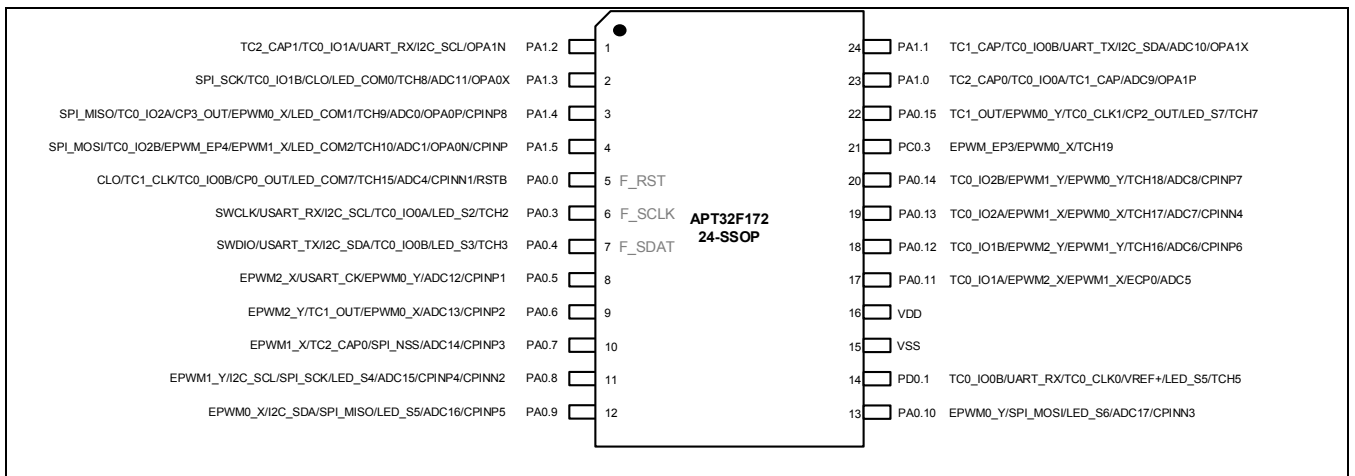 TC2_CAP1/TC0_IO1A/UART_RX/I2C_SCL/OPA1N PA1.2 1
SPI_SCK/TC0_IO1B/CLO/LED_COM0/TCH8/ADC11/OPA0X PA1.3 2
SPI_MISO/TC0_IO2A/CP3_OUT/EPWM0_X/LED_COM1/TCH9/ADC0/OPA0P/CPINP8 PA1.4 3
SPI_MOSI/TC0_IO2B/EPWM_EP4/EPWM1_X/LED_COM2/TCH10/ADC1/OPA0N/CPINP PA1.5 4
CLO/TC1_CLK/TC0_IO0B/CP0_OUT/LED_COM7/TCH15/ADC4/CPINN1/RSTB PA0.0 5 F_RST
SWCLK/USART_RX/I2C_SCL/TC0_IO0A/LED_S2/TCH2 PA0.3 6 F_SCLK
SWDIO/USART_TX/I2C_SDA/TC0_IO0B/LED_S3/TCH3 PA0.4 7 F_SDAT
EPWM2_X/USART_CK/EPWM0_Y/ADC12/CPINP1 PA0.5 8
EPWM2_Y/TC1_OUT/EPWM0_X/ADC13/CPINP2 PA0.6 9
EPWM1_X/TC2_CAP0/SPI_NSS/ADC14/CPINP3 PA0.7 10
EPWM1_Y/I2C_SCL/SPI_SCK/LED_S4/ADC15/CPINP4/CPINN2 PA0.8 11
EPWM0_X/I2C_SDA/SPI_MISO/LED_S5/ADC16/CPINP5 PA0.9 12
APT32F172
24-SSOP
24 PA1.1 TC1_CAP/TC0_IO0B/UART_TX/I2C_SDA/ADC10/OPA1X
23 PA1.0 TC2_CAP0/TC0_IO0A/TC1_CAP/ADC9/OPA1P
22 PA0.15 TC1_OUT/EPWM0_Y/TC0_CLK1/CP2_OUT/LED_S7/TCH7
21 PC0.3 EPWM_EP3/EPWM0_X/TCH19
20 PA0.14 TC0_IO2B/EPWM1_Y/EPWM0_Y/TCH18/ADC8/CPINP7
19 PA0.13 TC0_IO2A/EPWM1_X/EPWM0_X/TCH17/ADC7/CPINN4
18 PA0.12 TC0_IO1B/EPWM2_Y/EPWM1_Y/TCH16/ADC6/CPINP6
17 PA0.11 TC0_IO1A/EPWM2_X/EPWM1_X/ECP0/ADC5
16 VDD
15 VSS
14 PD0.1 TC0_IO0B/UART_RX/TC0_CLK0/VREF+/LED_S5/TCH5
13 PA0.10 EPWM0_Y/SPI_MOSI/LED_S6/ADC17/CPINN3